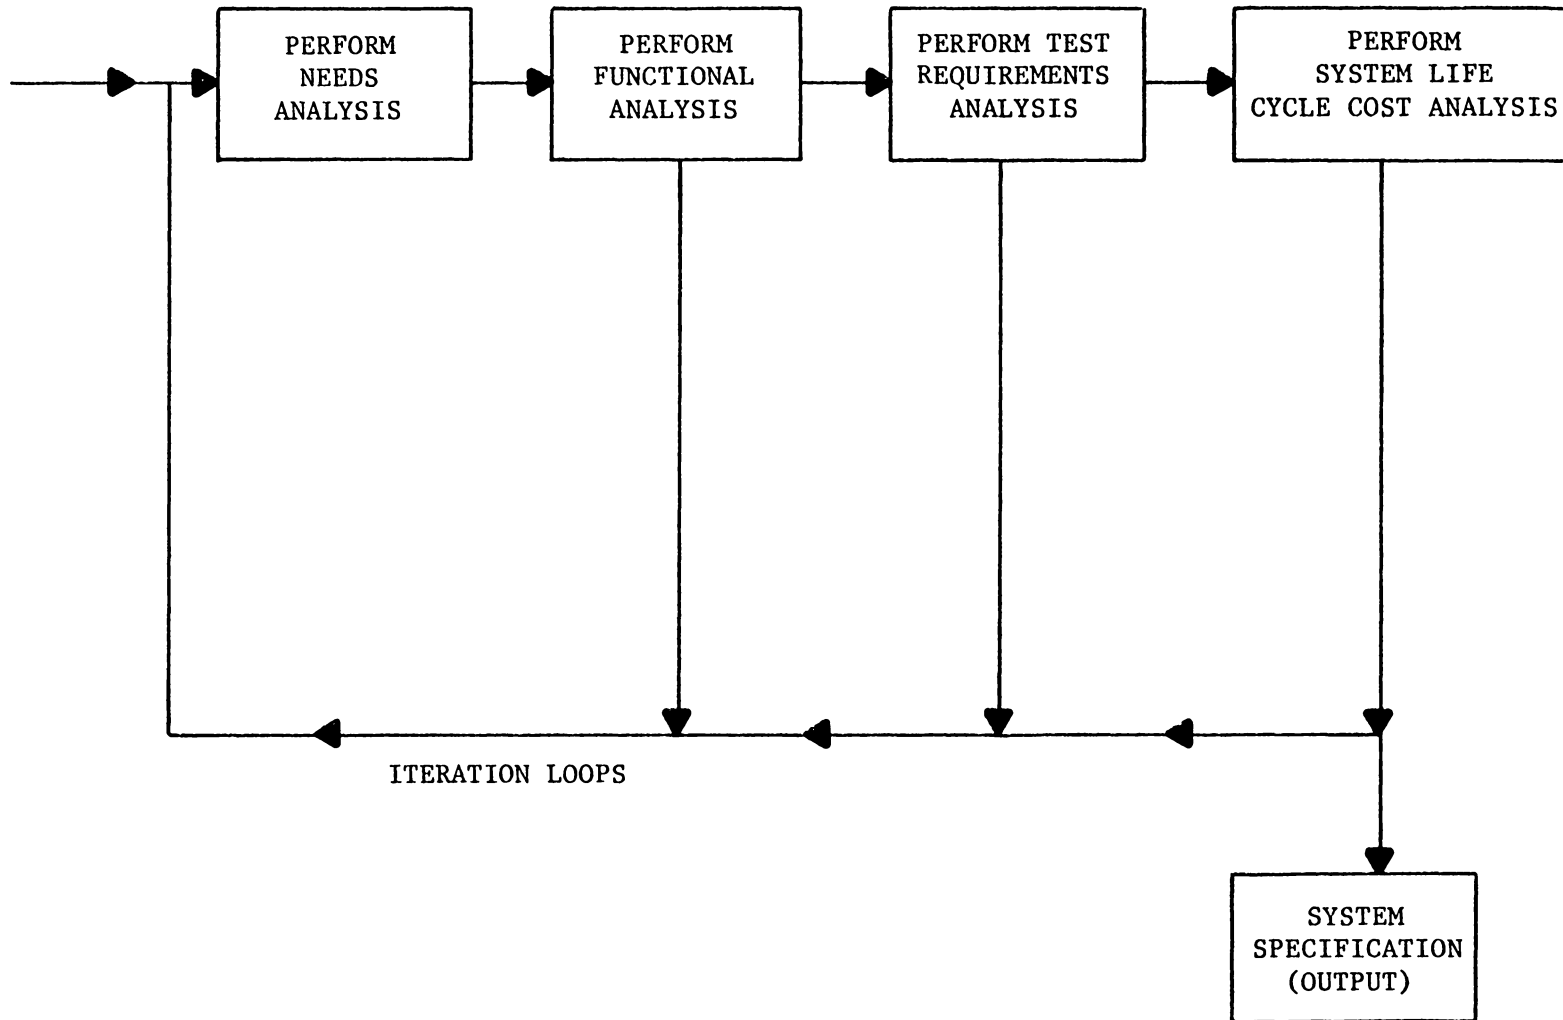 PERFORM
NEEDS
ANALYSIS
PERFORM
FUNCTIONAL
ANALYSIS
PERFORM TEST
REQUIREMENTS
ANALYSIS
PERFORM
SYSTEM LIFE
CYCLE COST ANALYSIS
ITERATION LOOPS
SYSTEM
SPECIFICATION
(OUTPUT)